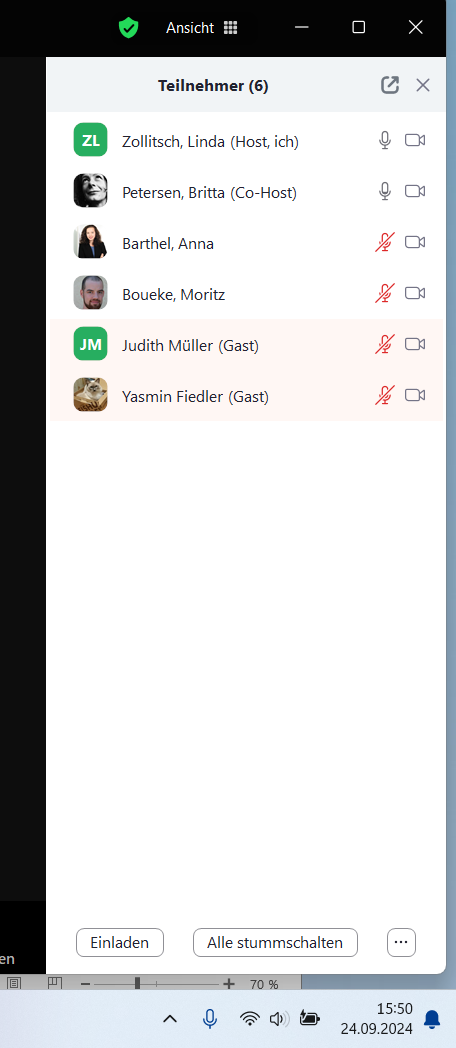 Ansicht
Teilnehmer (6)
ZL Zollitsch, Linda (Host, ich)
Petersen, Britta (Co-Host)
Barthel, Anna
Boueke, Moritz
JM Judith Müller (Gast)
Yasmin Fiedler (Gast)
Einladen Alle stummschalten ...
en
70 %
15:50
24.09.2024